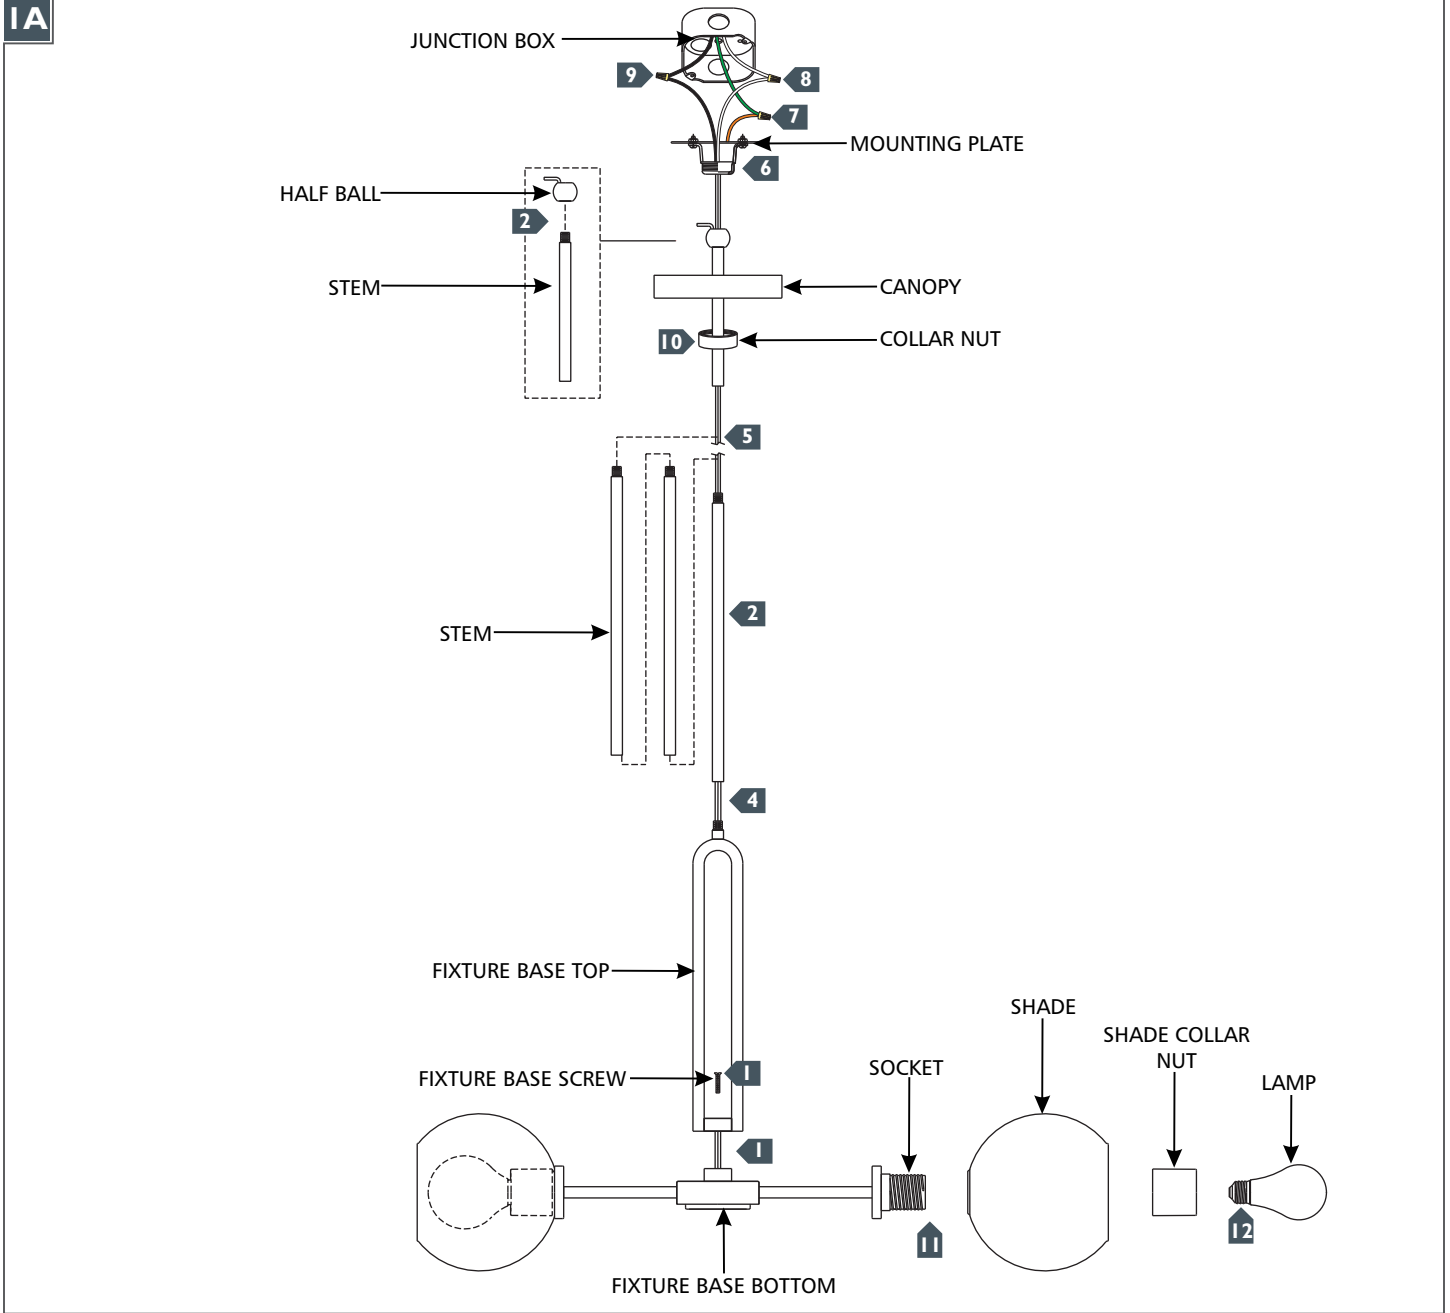 1A
JUNCTION BOX
9
8
7
MOUNTING PLATE
6
HALF BALL
2
STEM
CANOPY
10
COLLAR NUT
5
2
STEM
4
FIXTURE BASE TOP
SHADE
SHADE COLLAR
NUT
SOCKET
FIXTURE BASE SCREW
1
LAMP
1
11
12
FIXTURE BASE BOTTOM